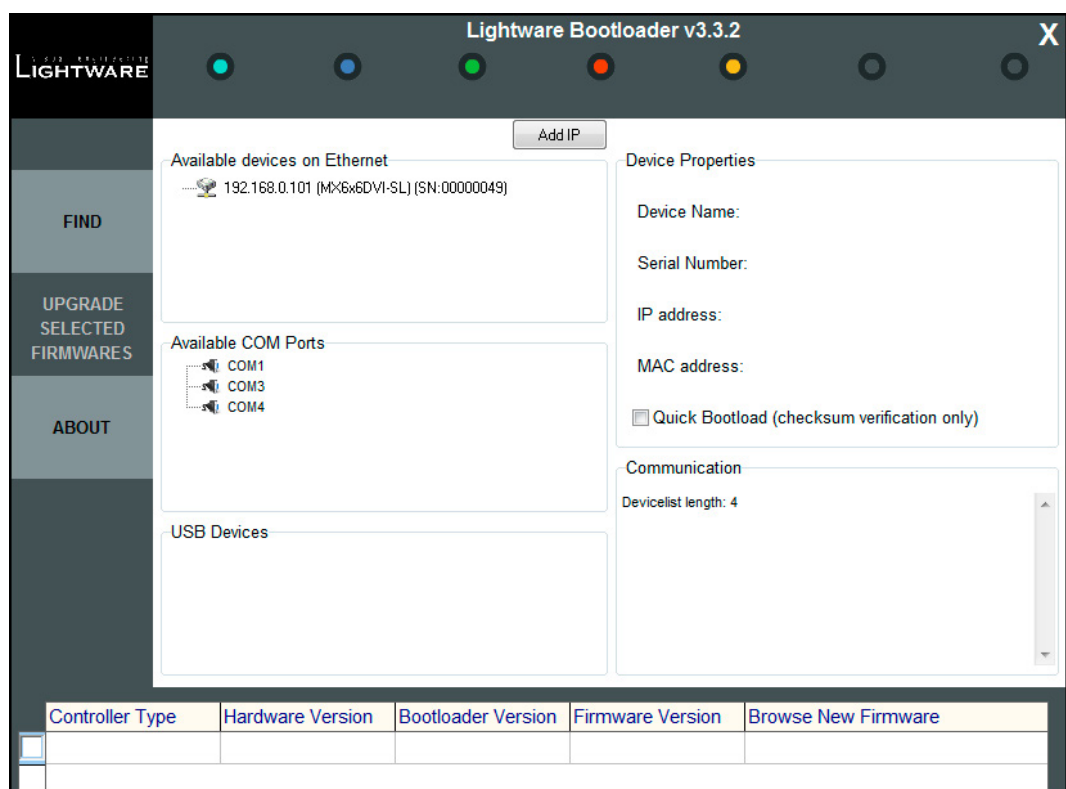 Lightware Bootloader v3.3.2
X
LIGHTWARE
Add IP
Available devices on Ethernet
192.168.0.101 (MX6x6DVI-SL) (SN:00000049)
FIND
UPGRADE
SELECTED
FIRMWARES
ABOUT
Available COM Ports
COM1
COM3
COM4
USB Devices
Device Properties
Device Name:
Serial Number:
IP address:
MAC address:
Quick Bootload (checksum verification only)
Communication
Devicelist length: 4
Controller Type Hardware Version Bootloader Version Firmware Version Browse New Firmware